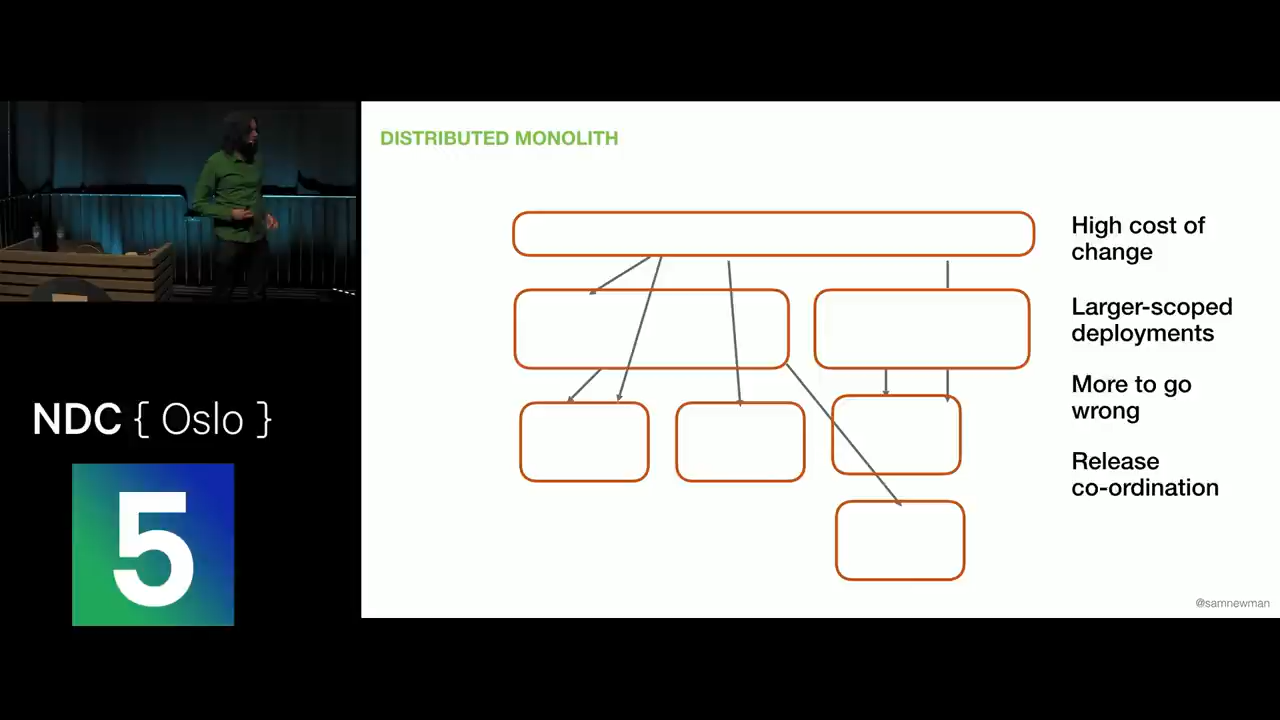 DISTRIBUTED MONOLITH
High cost of
change
Larger-scoped
deployments
More to go
wrong
Release
co-ordination
@samnewman
NDC { Oslo }
5